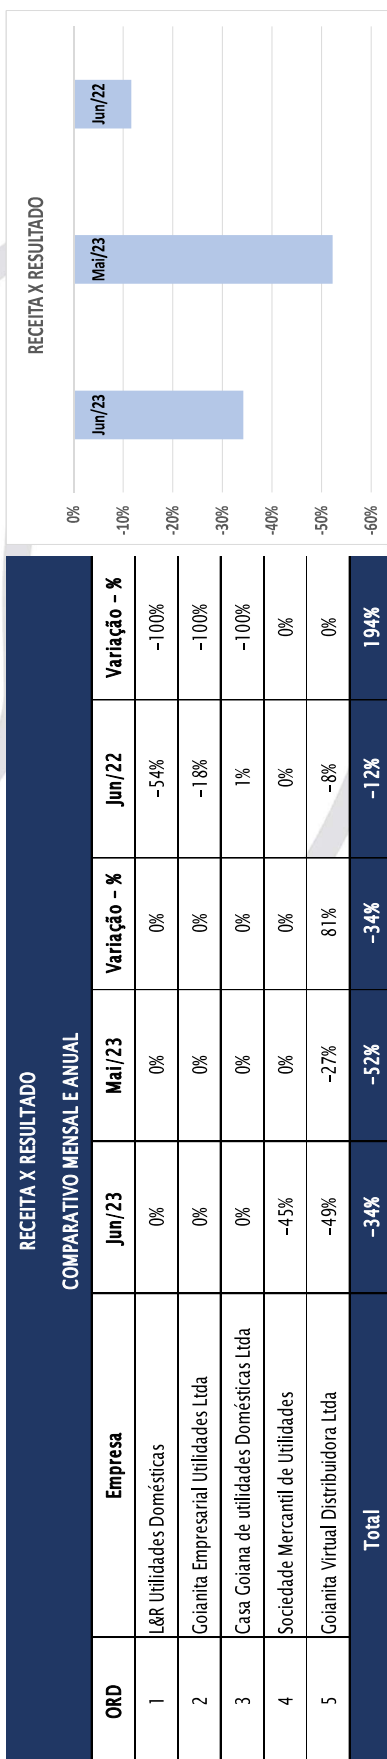 RECEITA X RESULTADO
COMPARATIVO MENSAL E ANUAL
ORD Empresa Jun/23 Mai/23 Variação – % Jun/22 Variação – %
1 L&R Utilidades Domésticas 0% 0% 0% –54% –100%
2 Goianita Empresarial Utilidades Ltda 0% 0% 0% –18% –100%
3 Casa Goiana de utilidades Domésticas Ltda 0% 0% 0% 1% –100%
4 Sociedade Mercantil de Utilidades –45% 0% 0% 0% 0%
5 Goianita Virtual Distribuidora Ltda –49% –27% 81% –8% 0%
Total –34% –52% –34% –12% 194%
RECEITA X RESULTADO
0%
-10%
-20%
-30%
-40%
-50%
-60%
Jun/23 Mai/23 Jun/22